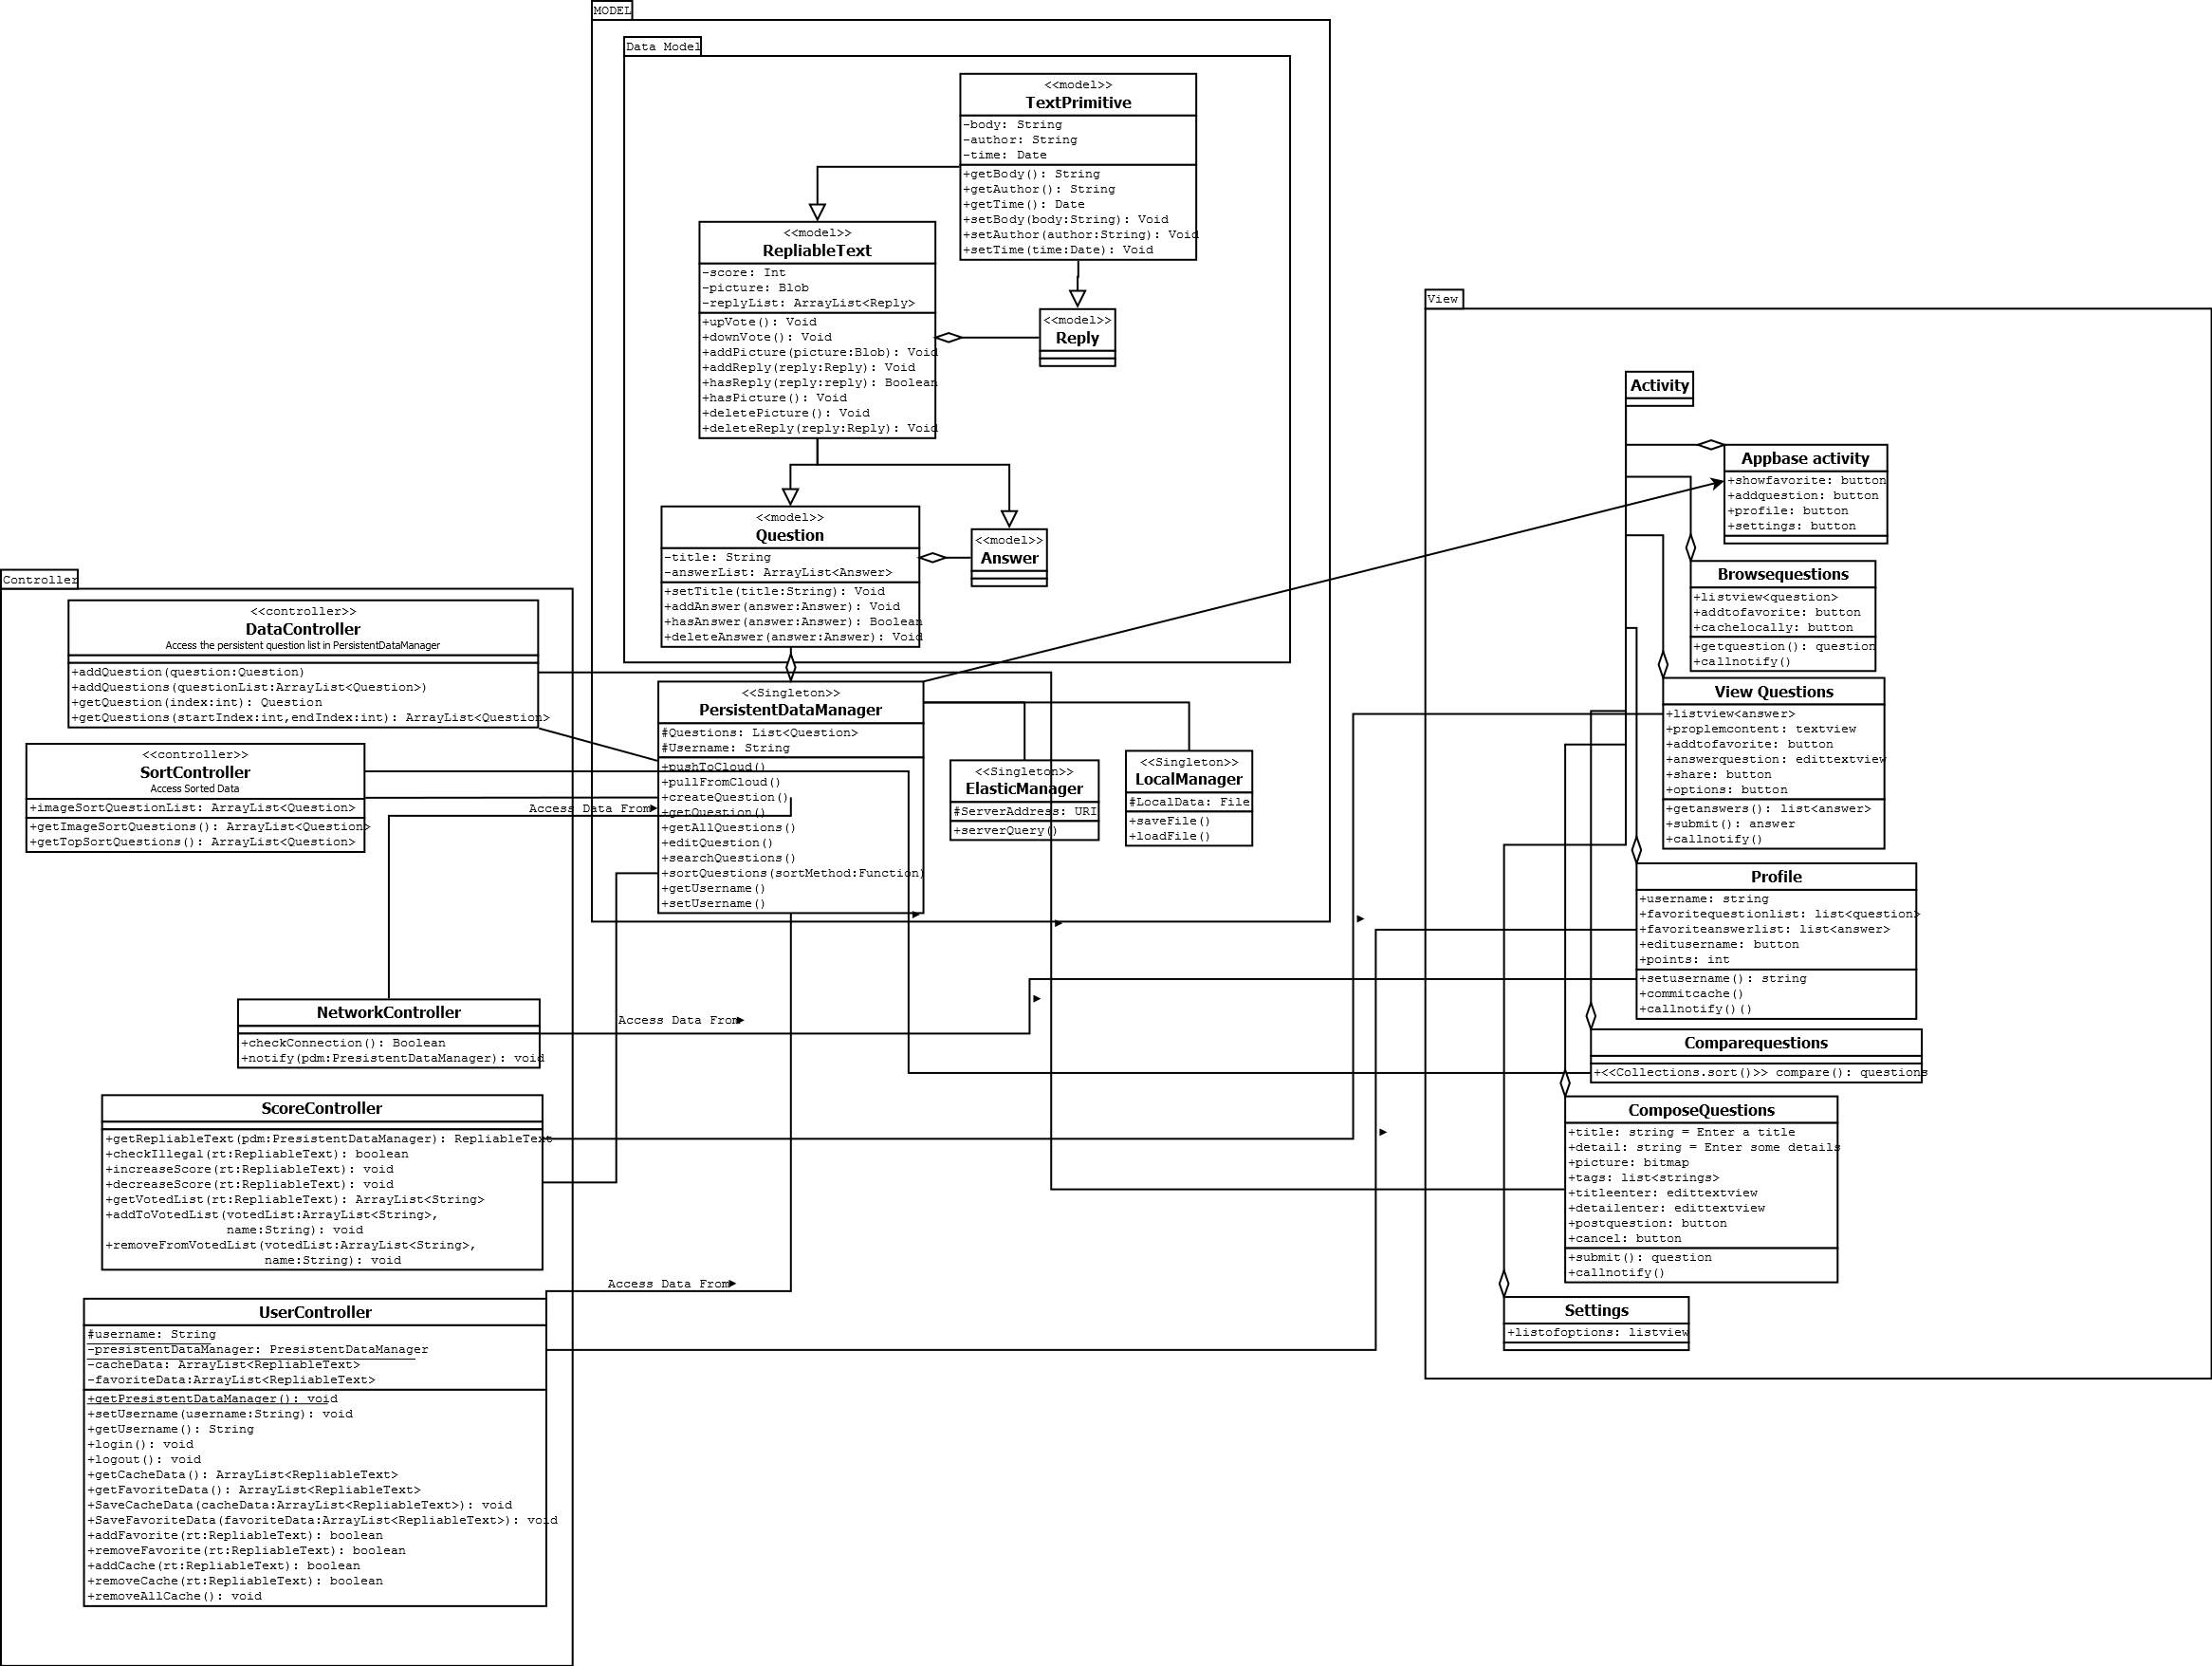 MODEL
Data Model
<<model>>
TextPrimitive
-body: String
-author: String
-time: Date
+getBody(): String
+getAuthor(): String
+getTime(): Date
+setBody(body:String): Void
+setAuthor(author:String): Void
+setTime(time:Date): Void
<<model>>
RepliableText
-score: Int
-picture: Blob
-replyList: ArrayList<Reply>
+upVote(): Void
+downVote(): Void
+addPicture(picture:Blob): Void
+addReply(reply:Reply): Void
+hasReply(reply:reply): Boolean
+hasPicture(): Void
+deletePicture(): Void
+deleteReply(reply:Reply): Void
<<model>>
Reply
<<model>>
Question
-title: String
-answerList: ArrayList<Answer>
+setTitle(title:String): Void
+addAnswer(answer:Answer): Void
+hasAnswer(answer:Answer): Boolean
+deleteAnswer(answer:Answer): Void
<<model>>
Answer
<<Singleton>>
PersistentDataManager
#Questions: List<Question>
#Username: String
+pushToCloud()
+pullFromCloud()
+createQuestion()
+getQuestion()
+getAllQuestions()
+editQuestion()
+searchQuestions()
+sortQuestions(sortMethod:Function)
+getUsername()
+setUsername()
<<Singleton>>
ElasticManager
#ServerAddress: URI
+serverQuery()
<<Singleton>>
LocalManager
#LocalData: File
+saveFile()
+loadFile()
Controller
<<controller>>
DataController
Access the persistent question list in PersistentDataManager
+addQuestion(question:Question)
+addQuestions(questionList:ArrayList<Question>)
+getQuestion(index:int): Question
+getQuestions(startIndex:int,endIndex:int): ArrayList<Question>
<<controller>>
SortController
Access Sorted Data
+imageSortQuestionList: ArrayList<Question>
+getImageSortQuestions(): ArrayList<Question>
+getTopSortQuestions(): ArrayList<Question>
Access Data From
NetworkController
+checkConnection(): Boolean
+notify(pdm:PresistentDataManager): void
Access Data From
ScoreController
+getRepliableText(pdm:PresistentDataManager): RepliableText
+checkIllegal(rt:RepliableText): boolean
+increaseScore(rt:RepliableText): void
+decreaseScore(rt:RepliableText): void
+getVotedList(rt:RepliableText): ArrayList<String>
+addToVotedList(votedList:ArrayList<String>,
name:String): void
+removeFromVotedList(votedList:ArrayList<String>,
name:String): void
Access Data From
UserController
#username: String
-presistentDataManager: PresistentDataManager
-cacheData: ArrayList<RepliableText>
-favoriteData:ArrayList<RepliableText>
+getPresistentDataManager(): void
+setUsername(username:String): void
+getUsername(): String
+login(): void
+logout(): void
+getCacheData(): ArrayList<RepliableText>
+getFavoriteData(): ArrayList<RepliableText>
+SaveCacheData(cacheData:ArrayList<RepliableText>): void
+SaveFavoriteData(favoriteData:ArrayList<RepliableText>): void
+addFavorite(rt:RepliableText): boolean
+removeFavorite(rt:RepliableText): boolean
+addCache(rt:RepliableText): boolean
+removeCache(rt:RepliableText): boolean
+removeAllCache(): void
View
Activity
Appbase activity
+showfavorite: button
+addquestion: button
+profile: button
+settings: button
Browsequestions
+listview<question>
+addtofavorite: button
+cachelocally: button
+getquestion(): question
+callnotify()
View Questions
+listview<answer>
+proplemcontent: textview
+addtofavorite: button
+answerquestion: edittextview
+share: button
+options: button
+getanswers(): list<answer>
+submit(): answer
+callnotify()
Profile
+username: string
+favoritequestionlist: list<question>
+favoriteanswerlist: list<answer>
+editusername: button
+points: int
+setusername(): string
+commitcache()
+callnotify()()
Comparequestions
+<<Collections.sort()>> compare(): questions
ComposeQuestions
+title: string = Enter a title
+detail: string = Enter some details
+picture: bitmap
+tags: list<strings>
+titleenter: edittextview
+detailenter: edittextview
+postquestion: button
+cancel: button
+submit(): question
+callnotify()
Settings
+listofoptions: listview